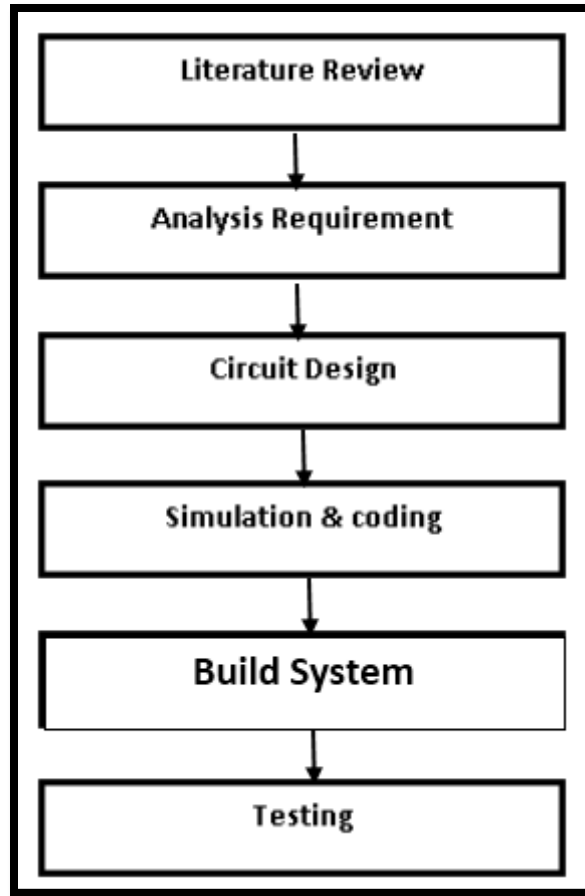 Literature Review
Analysis Requirement
Circuit Design
Simulation & coding
Build System
Testing